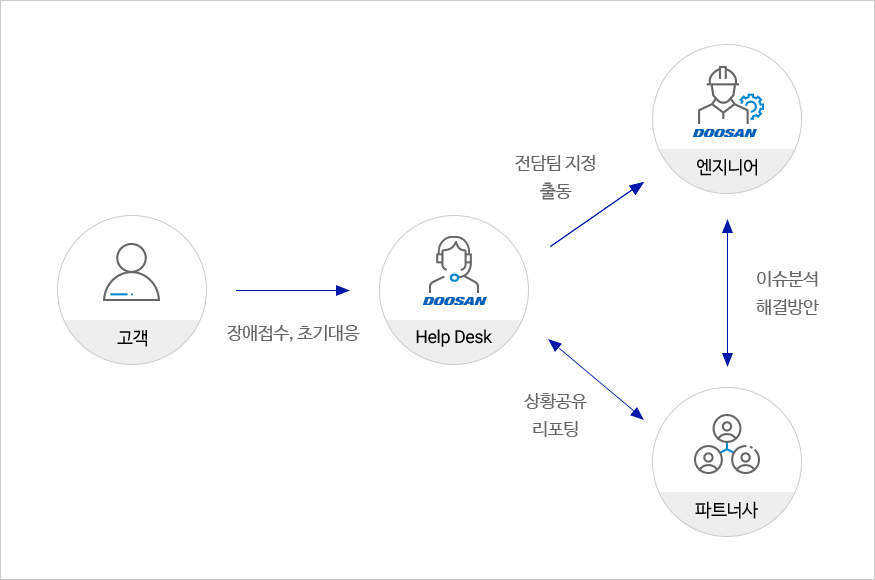 고객
장애접수, 초기대응
DOOSAN
Help Desk
전담팀 지정
출동
DOOSAN
엔지니어
이슈분석
해결방안
상황공유
리포팅
파트너사